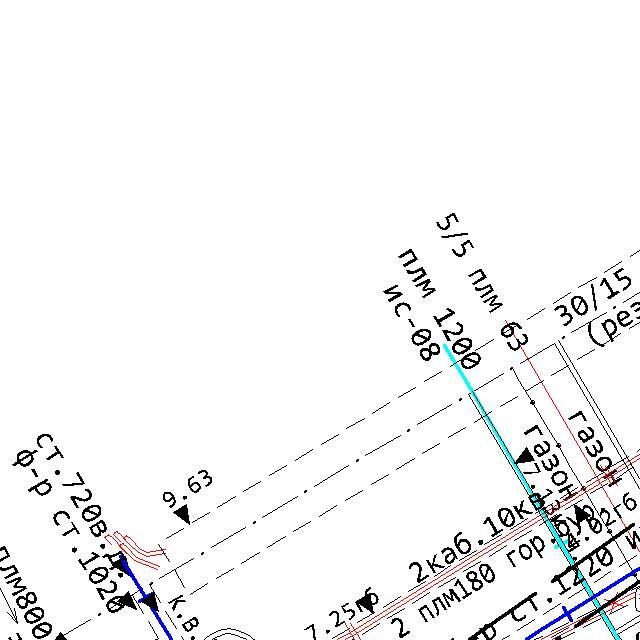 5/5 плм 63
плм 1200
ис-08
30/15
(рез
газон
газон
9.63
ст.720в.д.
ф-р ст.1020
плм800
к.в.
2каб.10кв
7.25гб
2 плм180 гор.бур
р ст.1220 и